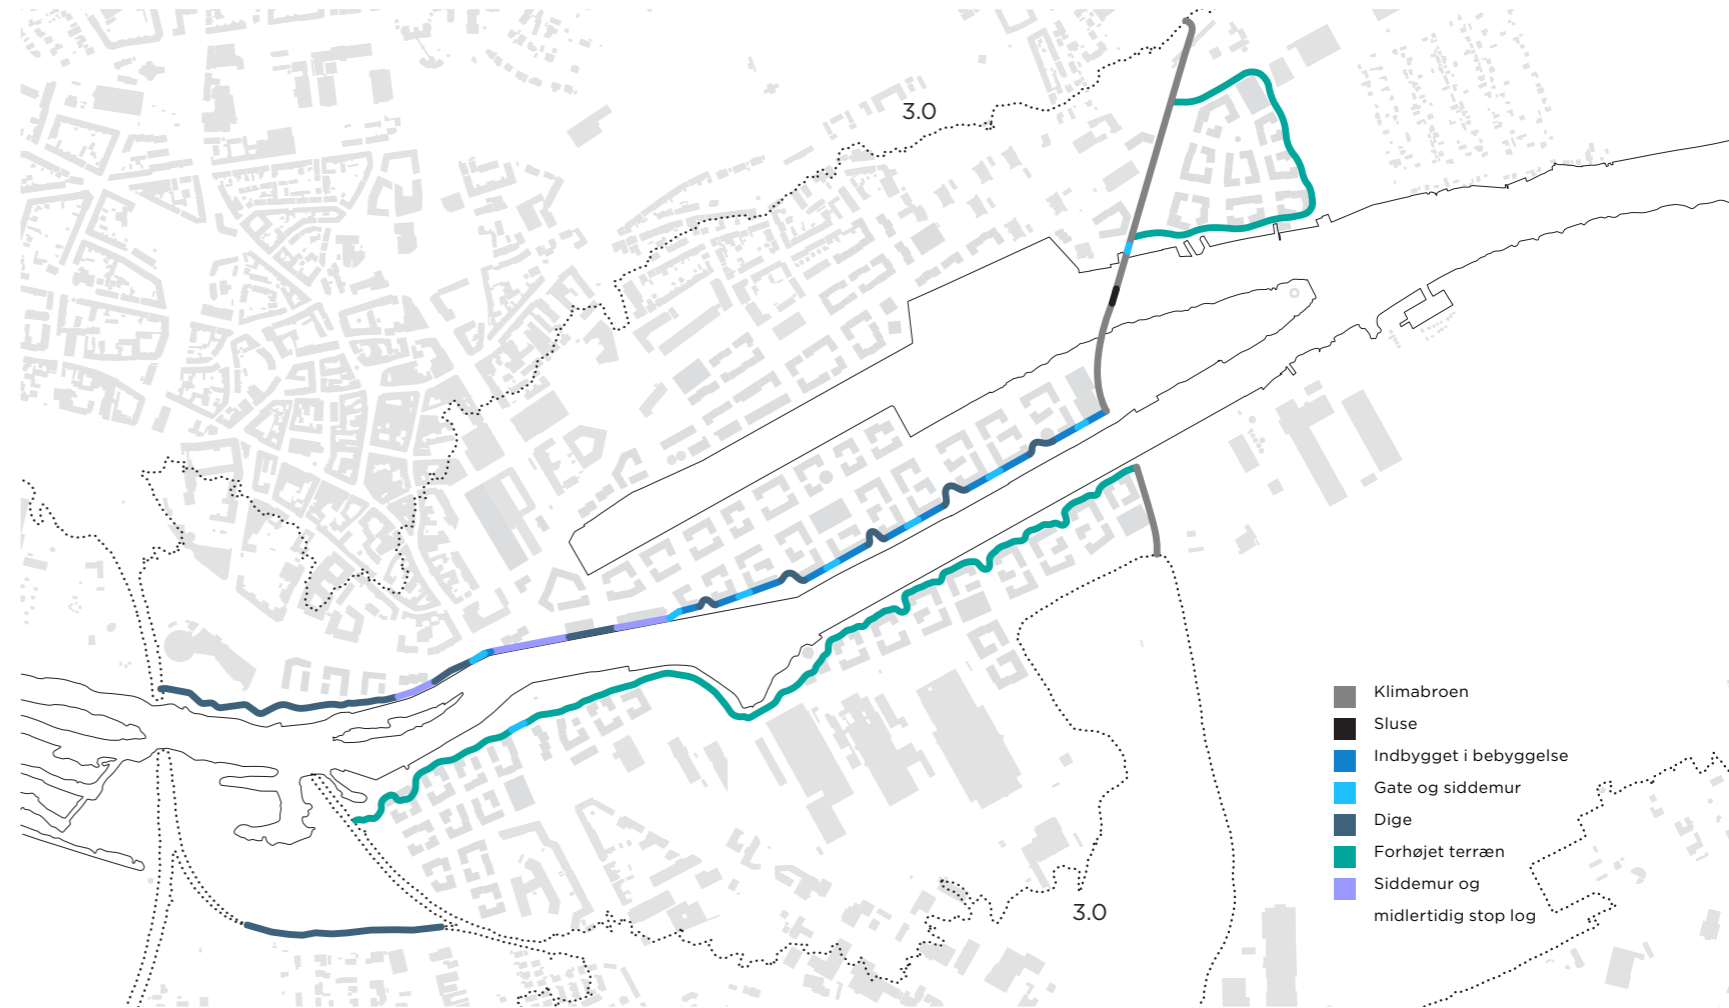 3.0
Klimabroen
Sluse
Indbygget i bebyggelse
Gate og siddemur
Dige
Forhøjet terræn
Siddemur og
midlertidig stop log
3.0